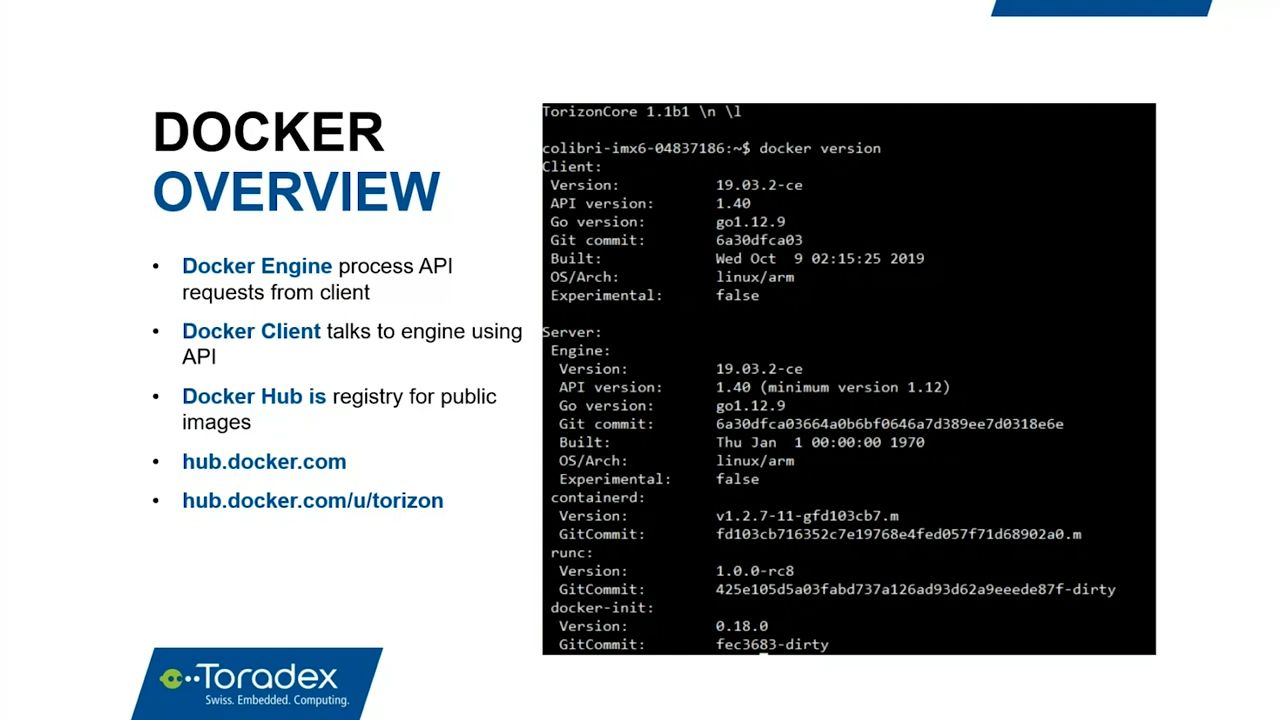 DOCKER
OVERVIEW
• Docker Engine process API
requests from client
• Docker Client talks to engine using
API
• Docker Hub is registry for public
images
• hub.docker.com
• hub.docker.com/u/torizon
TorizonCore 1.1b1 \n \l
colibri-imx6-04837186:~$ docker version
Client:
Version: 19.03.2-ce
API version: 1.40
Go version: go1.12.9
Git commit: 6a30dfca03
Built: Wed Oct  9 02:15:25 2019
OS/Arch: linux/arm
Experimental: false
Server:
Engine:
Version: 19.03.2-ce
API version: 1.40 (minimum version 1.12)
Go version: go1.12.9
Git commit: 6a30dfca03664a0b6bf0646a7d389ee7d0318e6e
Built: Thu Jan  1 00:00:00 1970
OS/Arch: linux/arm
Experimental: false
containerd:
Version: v1.2.7-11-gfd103cb7.m
GitCommit: fd103cb716352c7e19768e4fed057f71d68902a0.m
runc:
Version: 1.0.0-rc8
GitCommit: 425e105d5a03fabd737a126ad93d62a9eeede87f-dirty
docker-init:
Version: 0.18.0
GitCommit: fec3683-dirty
Toradex
Swiss. Embedded. Computing.